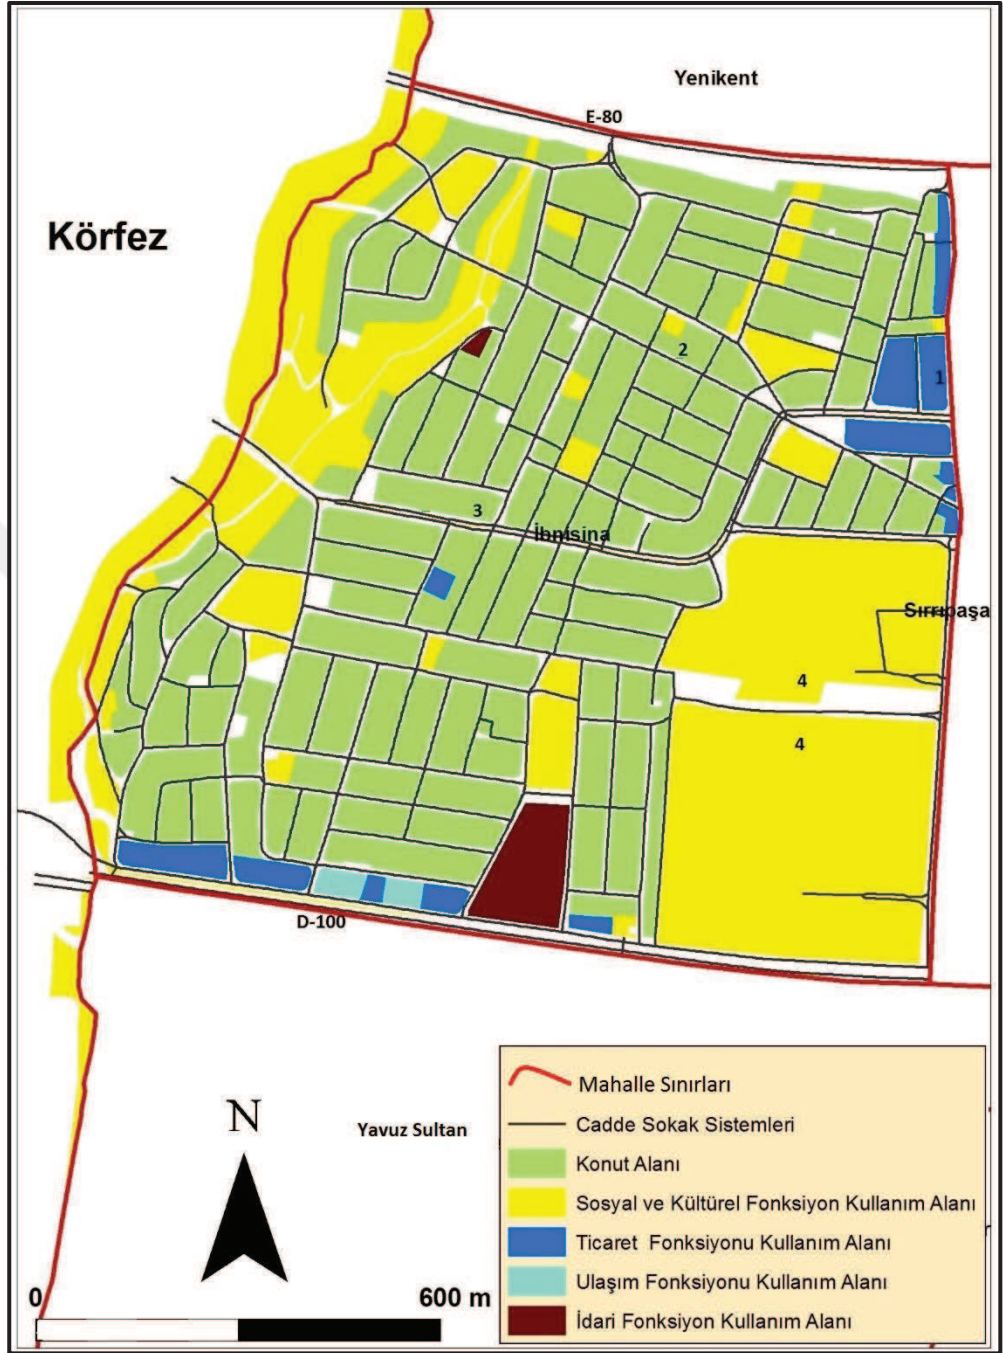 Yenikent
E-80
Körfez
2
1
3
İbnisina
Sırrıpaşa
4
4
D-100
N
Yavuz Sultan
0
600 m
Mahalle Sınırları
Cadde Sokak Sistemleri
Konut Alanı
Sosyal ve Kültürel Fonksiyon Kullanım Alanı
Ticaret Fonksiyonu Kullanım Alanı
Ulaşım Fonksiyonu Kullanım Alanı
İdari Fonksiyon Kullanım Alanı